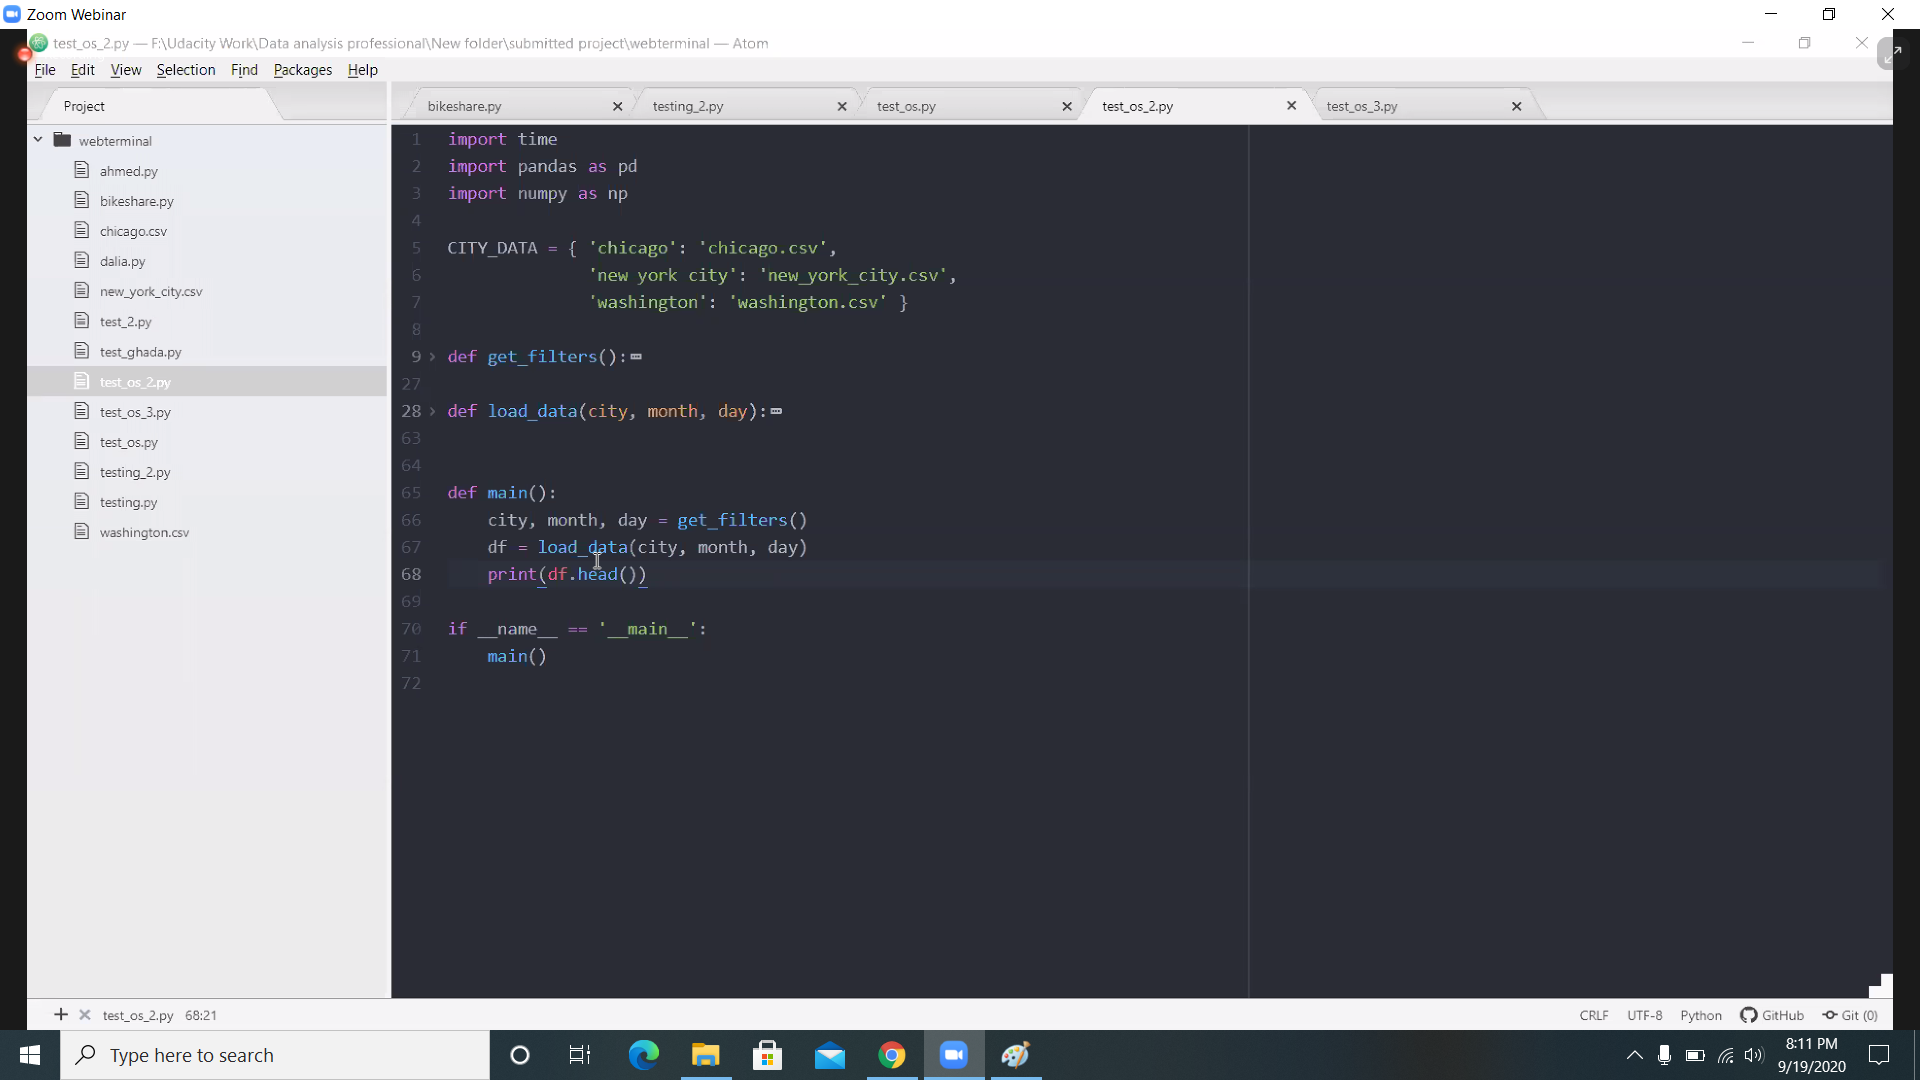 Zoom Webinar
test_os_2.py — F:\Udacity Work\Data analysis professional\New folder\submitted project\webterminal — Atom
File Edit View Selection Find Packages Help
Project
bikeshare.py
testing_2.py
test_os.py
test_os_2.py
test_os_3.py
webterminal
ahmed.py
bikeshare.py
chicago.csv
dalia.py
new_york_city.csv
test_2.py
test_ghada.py
test_os_2.py
test_os_3.py
test_os.py
testing_2.py
testing.py
washington.csv
1 import time
2 import pandas as pd
3 import numpy as np
4
5 CITY_DATA = { 'chicago': 'chicago.csv',
6 'new york city': 'new_york_city.csv',
7 'washington': 'washington.csv' }
8
9 def get_filters():
27
28 def load_data(city, month, day):
63
64
65 def main():
66 city, month, day = get_filters()
67 df = load_data(city, month, day)
68 print(df.head())
69
70 if __name__ == '__main__':
71 main()
72
test_os_2.py 68:21
CRLF UTF-8 Python GitHub Git (0)
Type here to search
8:11 PM
9/19/2020